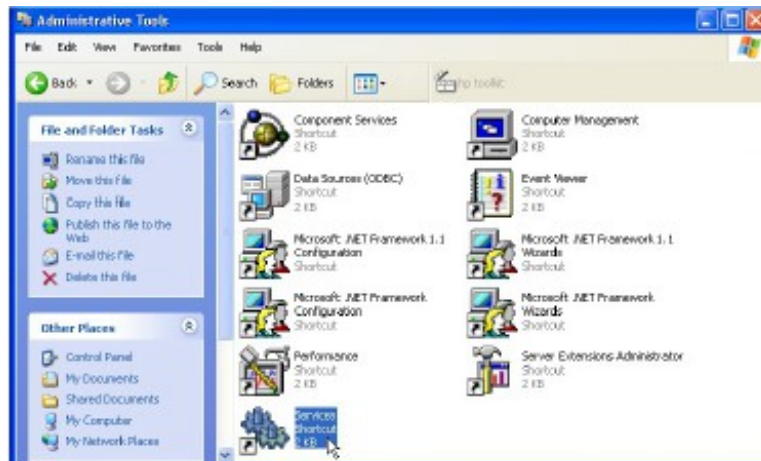 Administrative Tools
File Edit View Favorites Tools Help
Back Search Folders hp toolkit
File and Folder Tasks
Rename this file
Move this file
Copy this file
Publish this file to the
Web
E-mail this file
Delete this file
Other Places
Control Panel
My Documents
Shared Documents
My Computer
My Network Places
Component Services
Shortcut
2 KB
Computer Management
Shortcut
2 KB
Data Sources (ODBC)
Shortcut
2 KB
Event Viewer
Shortcut
2 KB
Microsoft .NET Framework 1.1
Configuration
Shortcut
Microsoft .NET Framework 1.1
Wizards
Shortcut
Microsoft .NET Framework
Configuration
Shortcut
Microsoft .NET Framework
Wizards
Shortcut
Performance
Shortcut
2 KB
Server Extensions Administrator
Shortcut
2 KB
Services
Shortcut
2 KB